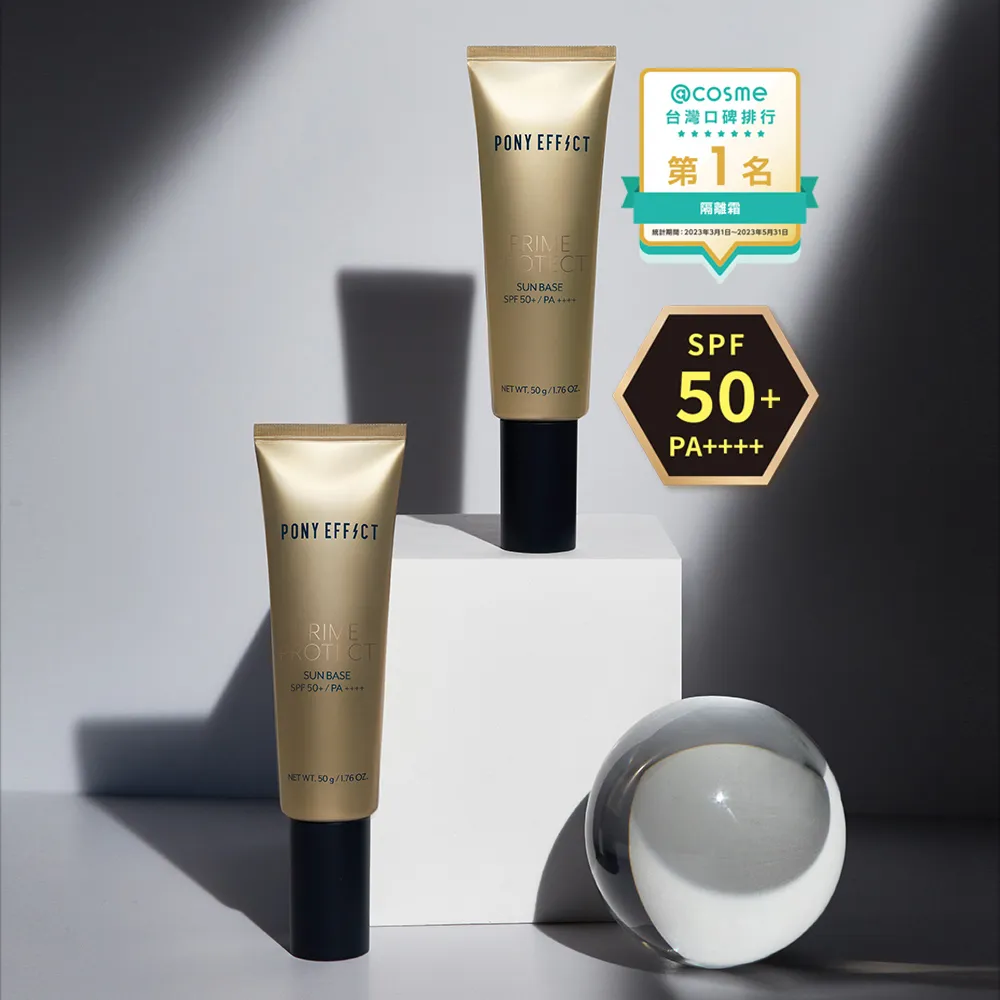 PONY EFFECT
PRIME
PROTECT
SUN BASE
SPF 50+ / PA ++++
NET WT. 50 g / 1.76 OZ.
@cosme
台灣口碑排行
第1名
隔離霜
統計期間：2023年3月1日～2023年5月31日
SPF
50+
PA++++
PONY EFFECT
PRIME
PROTECT
SUN BASE
SPF 50+ / PA ++++
NET WT. 50 g / 1.76 OZ.